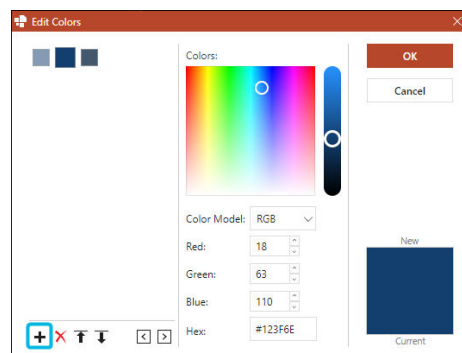 Edit Colors
Colors:
OK
Cancel
Color Model: RGB
Red: 18
Green: 63
Blue: 110
Hex: #123F6E
New
Current